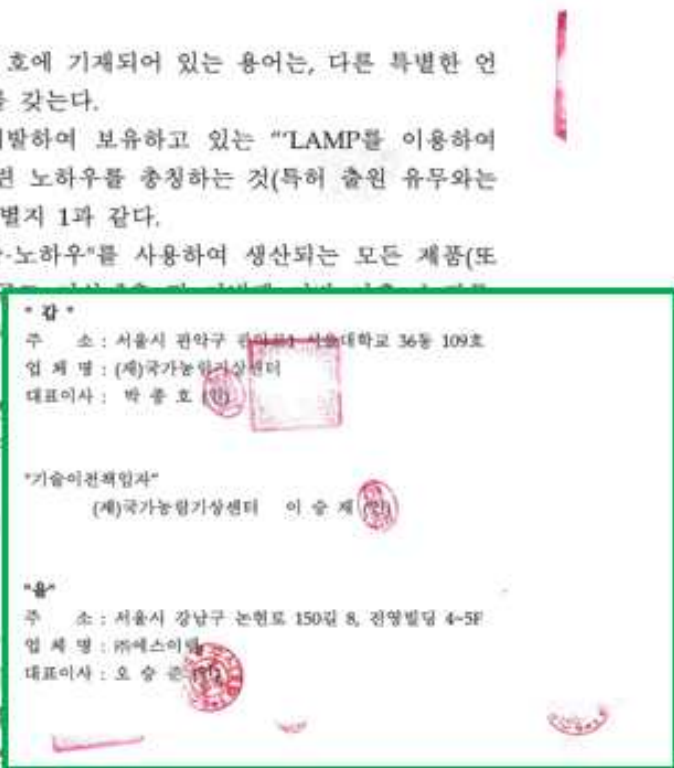 호에 기재되어 있는 용어는, 다른 특별한 언
를 갖는다.
발하여 보유하고 있는 "'LAMP를 이용하여
련 노하우를 총칭하는 것(특허 출원 유무와는
별지 1과 같다.
·노하우"를 사용하여 생산되는 모든 제품(또
" 갑 "
주 소 : 서울시 관악구 관악로1 서울대학교 36동 109호
업 체 명 : (재)국가농림기상센터
대표이사 : 박 종 호 (인)
"기술이전책임자"
(재)국가농림기상센터 이 승 재 (인)
"을"
주 소 : 서울시 강남구 논현로 150길 8, 전영빌딩 4~5F
업 체 명 : ㈜에스이랩
대표이사 : 오 승 준